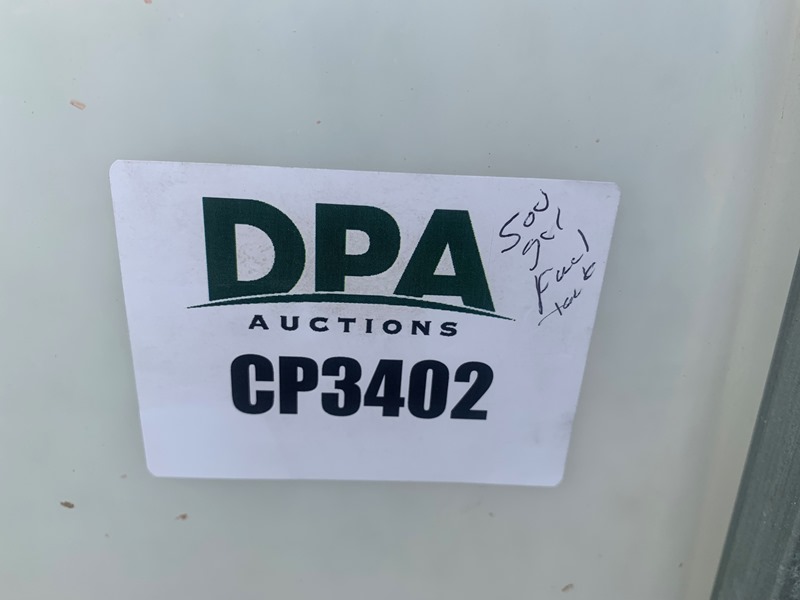 DPA
AUCTIONS
CP3402
500
gal
Fuel
tank